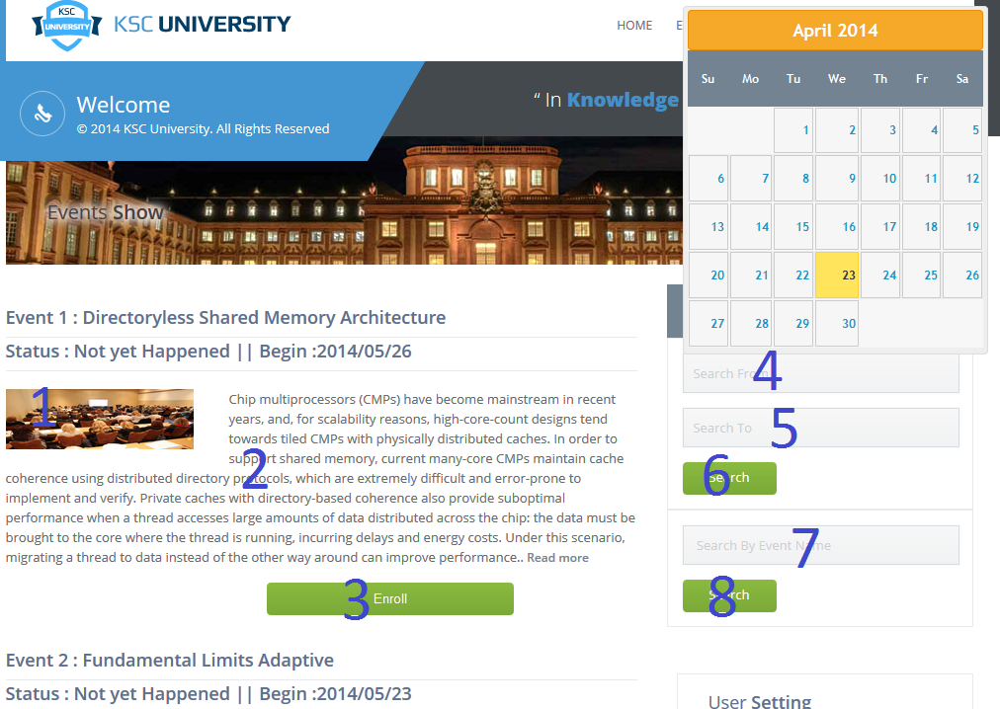 KSC
UNIVERSITY
KSC UNIVERSITY
HOME
E
April 2014
Su Mo Tu We Th Fr Sa
1 2 3 4 5
6 7 8 9 10 11 12
13 14 15 16 17 18 19
20 21 22 23 24 25 26
27 28 29 30
Welcome
© 2014 KSC University. All Rights Reserved
“ In Knowledge
Events Show
Event 1 : Directoryless Shared Memory Architecture
Status : Not yet Happened || Begin :2014/05/26
1
Chip multiprocessors (CMPs) have become mainstream in recent
years, and, for scalability reasons, high-core-count designs tend
towards tiled CMPs with physically distributed caches. In order to
support shared memory, current many-core CMPs maintain cache
coherence using distributed directory protocols, which are extremely difficult and error-prone to
implement and verify. Private caches with directory-based coherence also provide suboptimal
performance when a thread accesses large amounts of data distributed across the chip: the data must be
brought to the core where the thread is running, incurring delays and energy costs. Under this scenario,
migrating a thread to data instead of the other way around can improve performance.. Read more
2
3 Enroll
Event 2 : Fundamental Limits Adaptive
Status : Not yet Happened || Begin :2014/05/23
Search From 4
Search To 5
Search 6
Search By Event Name 7
Search 8
User Setting